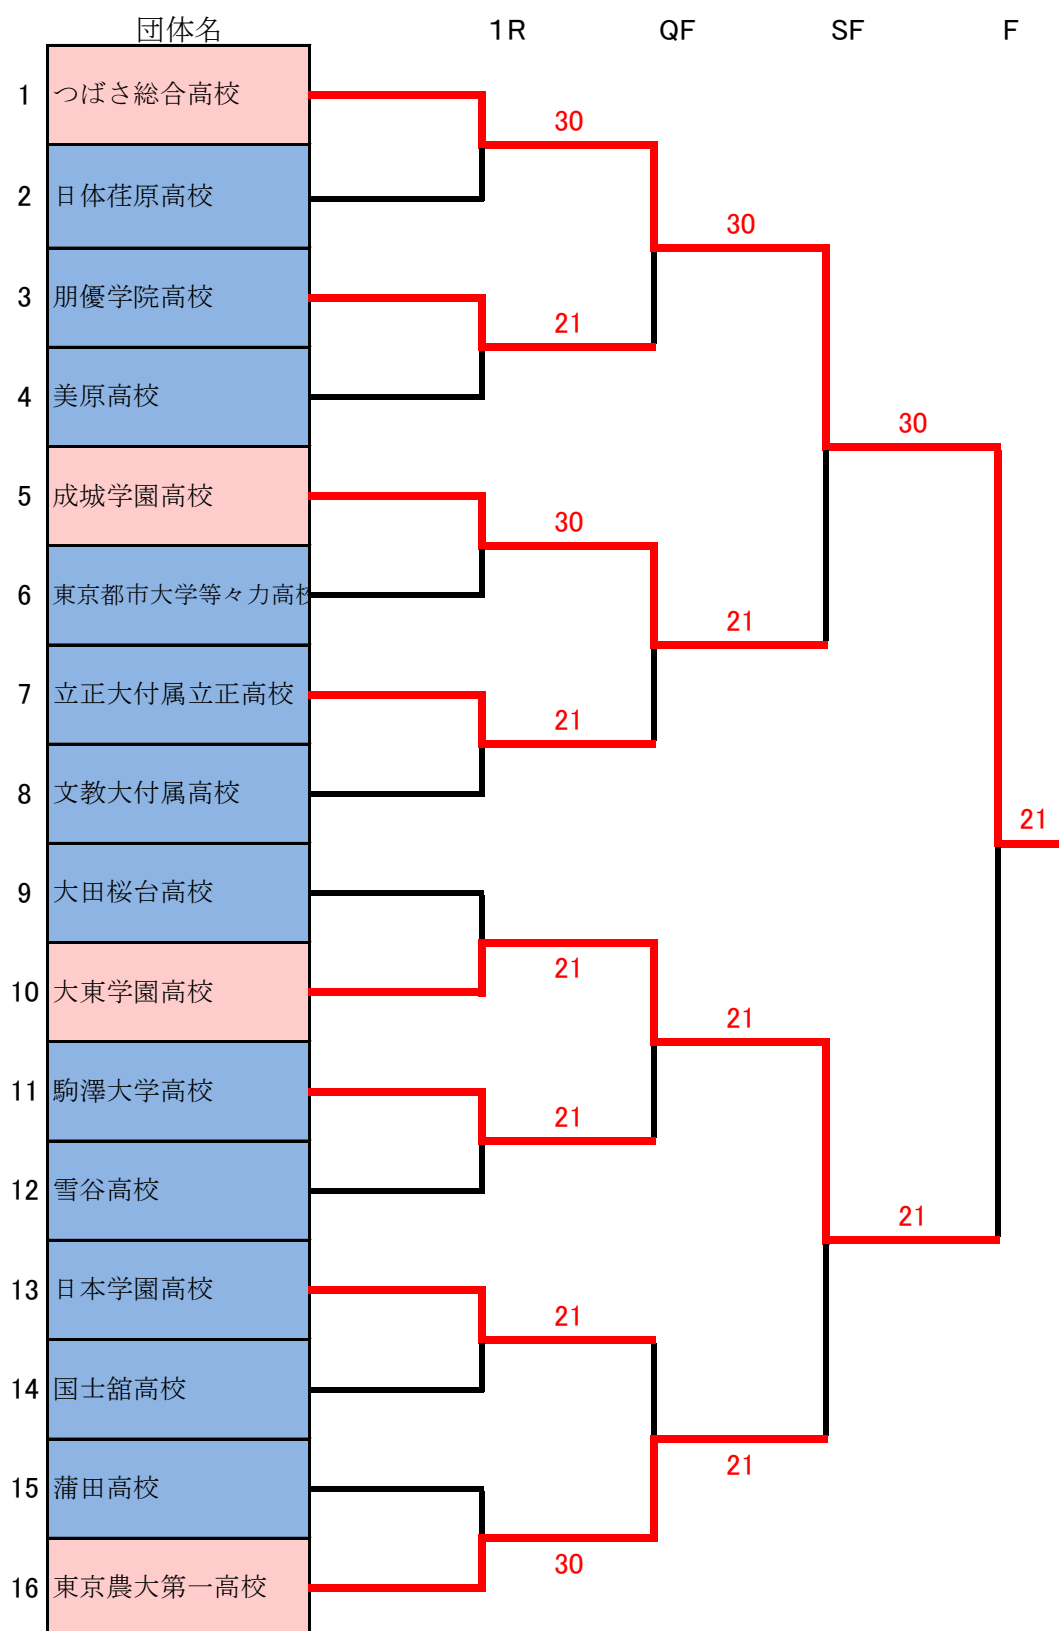 団体名 1R QF SF F
1 つばさ総合高校
30
2 日体荏原高校
30
3 朋優学院高校
21
4 美原高校
30
5 成城学園高校
30
6 東京都市大学等々力高校
21
7 立正大付属立正高校
21
8 文教大付属高校
21
9 大田桜台高校
21
10 大東学園高校
21
11 駒澤大学高校
21
12 雪谷高校
21
13 日本学園高校
21
14 国士舘高校
21
15 蒲田高校
30
16 東京農大第一高校